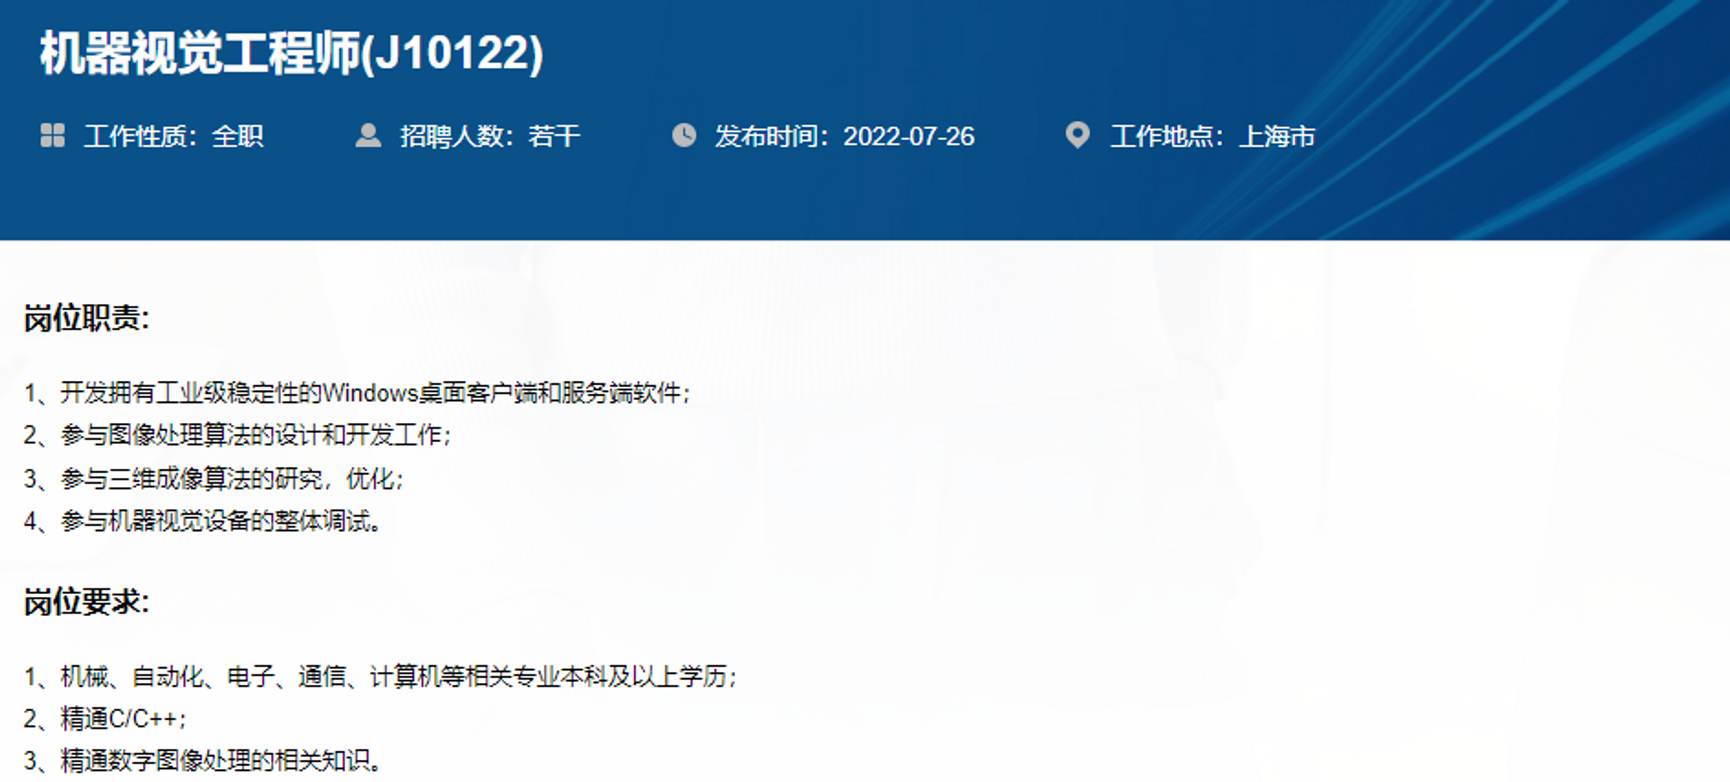 机器视觉工程师(J10122)
工作性质：全职 招聘人数：若干 发布时间：2022-07-26 工作地点：上海市
岗位职责:
1、开发拥有工业级稳定性的Windows桌面客户端和服务端软件；
2、参与图像处理算法的设计和开发工作；
3、参与三维成像算法的研究，优化；
4、参与机器视觉设备的整体调试。
岗位要求:
1、机械、自动化、电子、通信、计算机等相关专业本科及以上学历；
2、精通C/C++；
3、精通数字图像处理的相关知识。